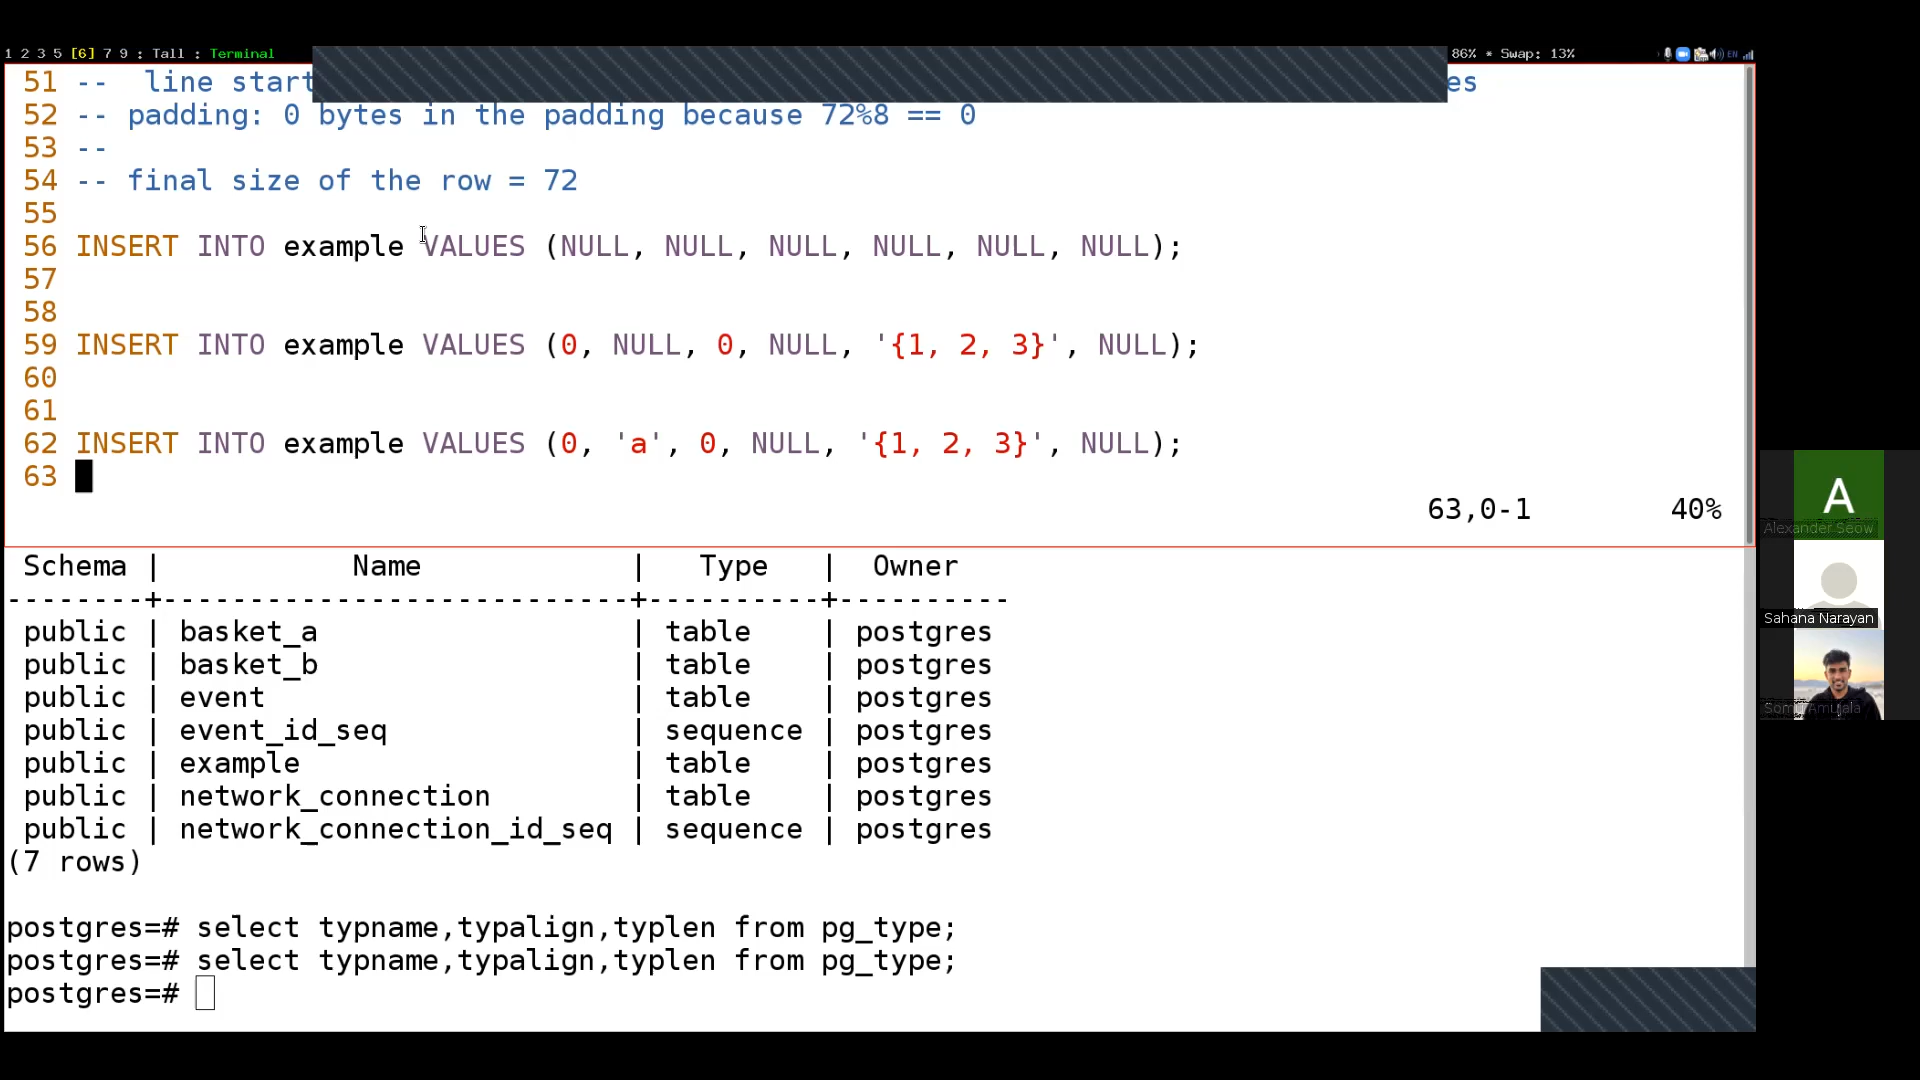 1 2 3 5 [6] 7 9 : Tall : Terminal
86% * Swap: 13%
EN
51 --  line start
es
52 -- padding: 0 bytes in the padding because 72%8 == 0
53 --
54 -- final size of the row = 72
55
56 INSERT INTO example VALUES (NULL, NULL, NULL, NULL, NULL, NULL);
57
58
59 INSERT INTO example VALUES (0, NULL, 0, NULL, '{1, 2, 3}', NULL);
60
61
62 INSERT INTO example VALUES (0, 'a', 0, NULL, '{1, 2, 3}', NULL);
63
63,0-1 40%
Schema | Name | Type | Owner
--------+---------------------------+----------+----------
public | basket_a | table | postgres
public | basket_b | table | postgres
public | event | table | postgres
public | event_id_seq | sequence | postgres
public | example | table | postgres
public | network_connection | table | postgres
public | network_connection_id_seq | sequence | postgres
(7 rows)
postgres=# select typname,typalign,typlen from pg_type;
postgres=# select typname,typalign,typlen from pg_type;
postgres=#
A
Alexander Seow
Sahana Narayan